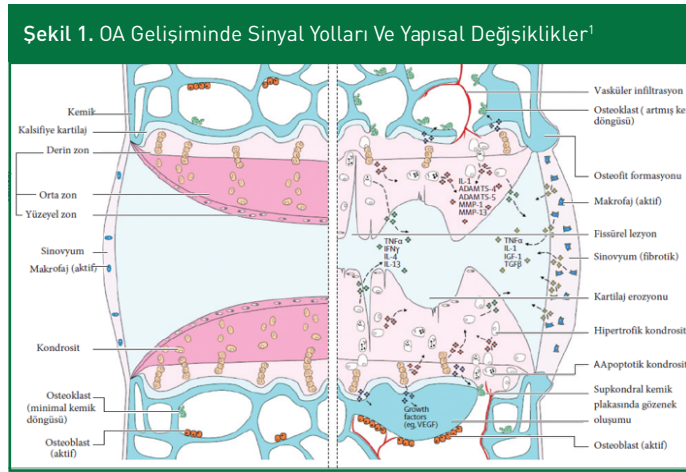 Şekil 1. OA Gelişiminde Sinyal Yolları Ve Yapısal Değişiklikler1
Kemik
Kalsifiye kartilaj
Derin zon
Orta zon
Yüzeyel zon
Sinovyum
Makrofaj (aktif)
Kondrosit
Osteoklast
(minimal kemik
döngüsü)
Osteoblast
(aktif)
IL-1
ADAMTS-4
ADAMTS-5
MMP-1
MMP-13
TNFα
IFNγ
IL-4
IL-13
TNFα
IL-1
IGF-1
TGFβ
Growth
factors
(eg, VEGF)
Vasküler infiltrasyon
Osteoklast ( artmış ke
döngüsü)
Osteofit formasyonu
Makrofaj (aktif)
Fissürel lezyon
Sinovyum (fibrotik)
Kartilaj erozyonu
Hipertrofik kondrosit
AApoptotik kondrosit
Supkondral kemik
plakasında gözenek
oluşumu
Osteoblast (aktif)